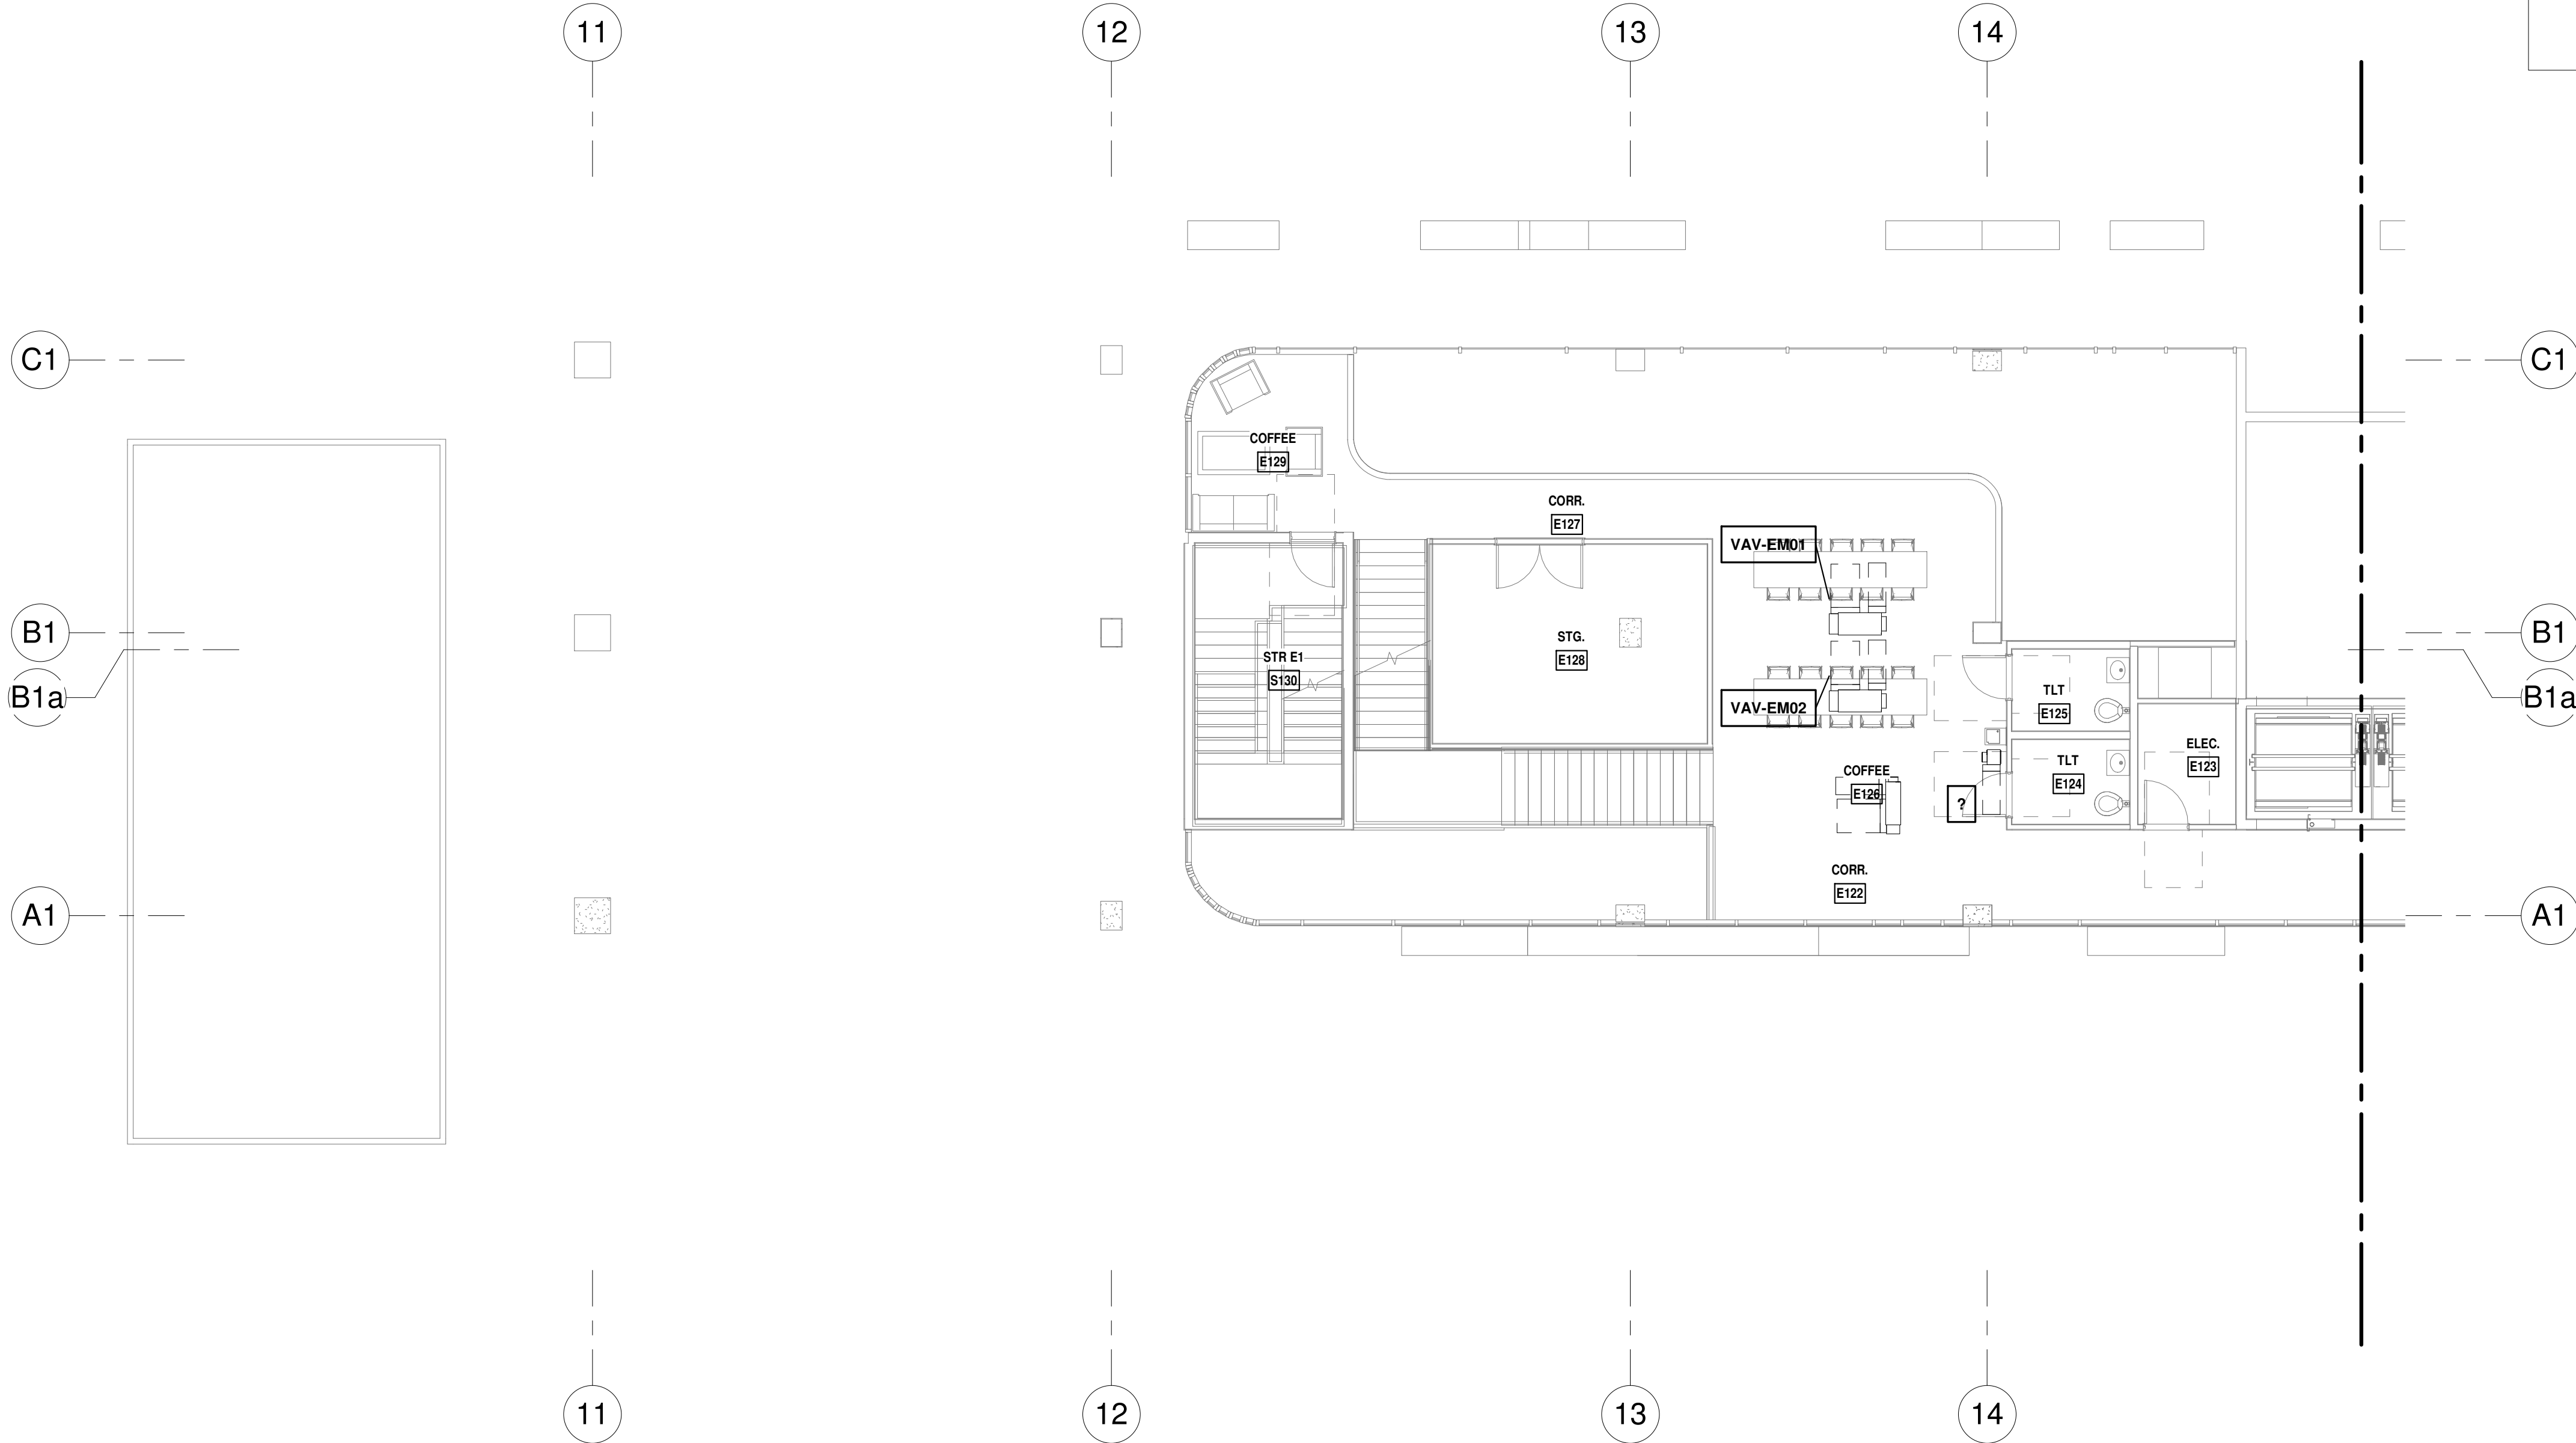 11
12
13
14
C1
C1
COFFEE
E129
CORR.
E127
VAV-EM01
B1
B1
STG.
E128
STR E1
S130
B1a
B1a
VAV-EM02
TLT
E125
ELEC.
E123
TLT
E124
COFFEE
E126
?
CORR.
E122
A1
A1
11
12
13
14